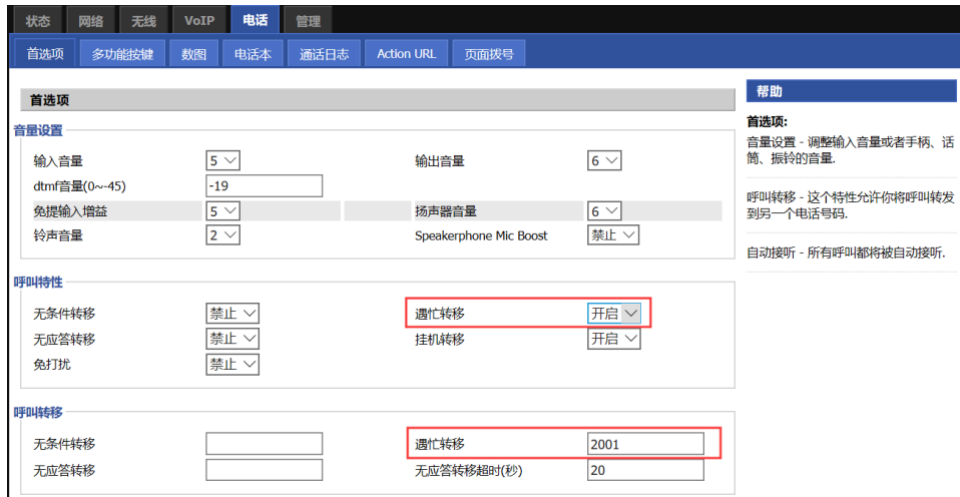 状态 网络 无线 VoIP 电话 管理
首选项 多功能按键 数图 电话本 通话日志 Action URL 页面拨号
首选项
音量设置
输入音量 5 输出音量 6
dtmf音量(0~-45) -19
免提输入增益 5 扬声器音量 6
铃声音量 2 Speakerphone Mic Boost 禁止
呼叫特性
无条件转移 禁止 遇忙转移 开启
无应答转移 禁止 挂机转移 开启
免打扰 禁止
呼叫转移
无条件转移 遇忙转移 2001
无应答转移 无应答转移超时(秒) 20
帮助
首选项:
音量设置 - 调整输入音量或者手柄、话
筒、振铃的音量.
呼叫转移 - 这个特性允许你将呼叫转发
到另一个电话号码.
自动接听 - 所有呼叫都将被自动接听.